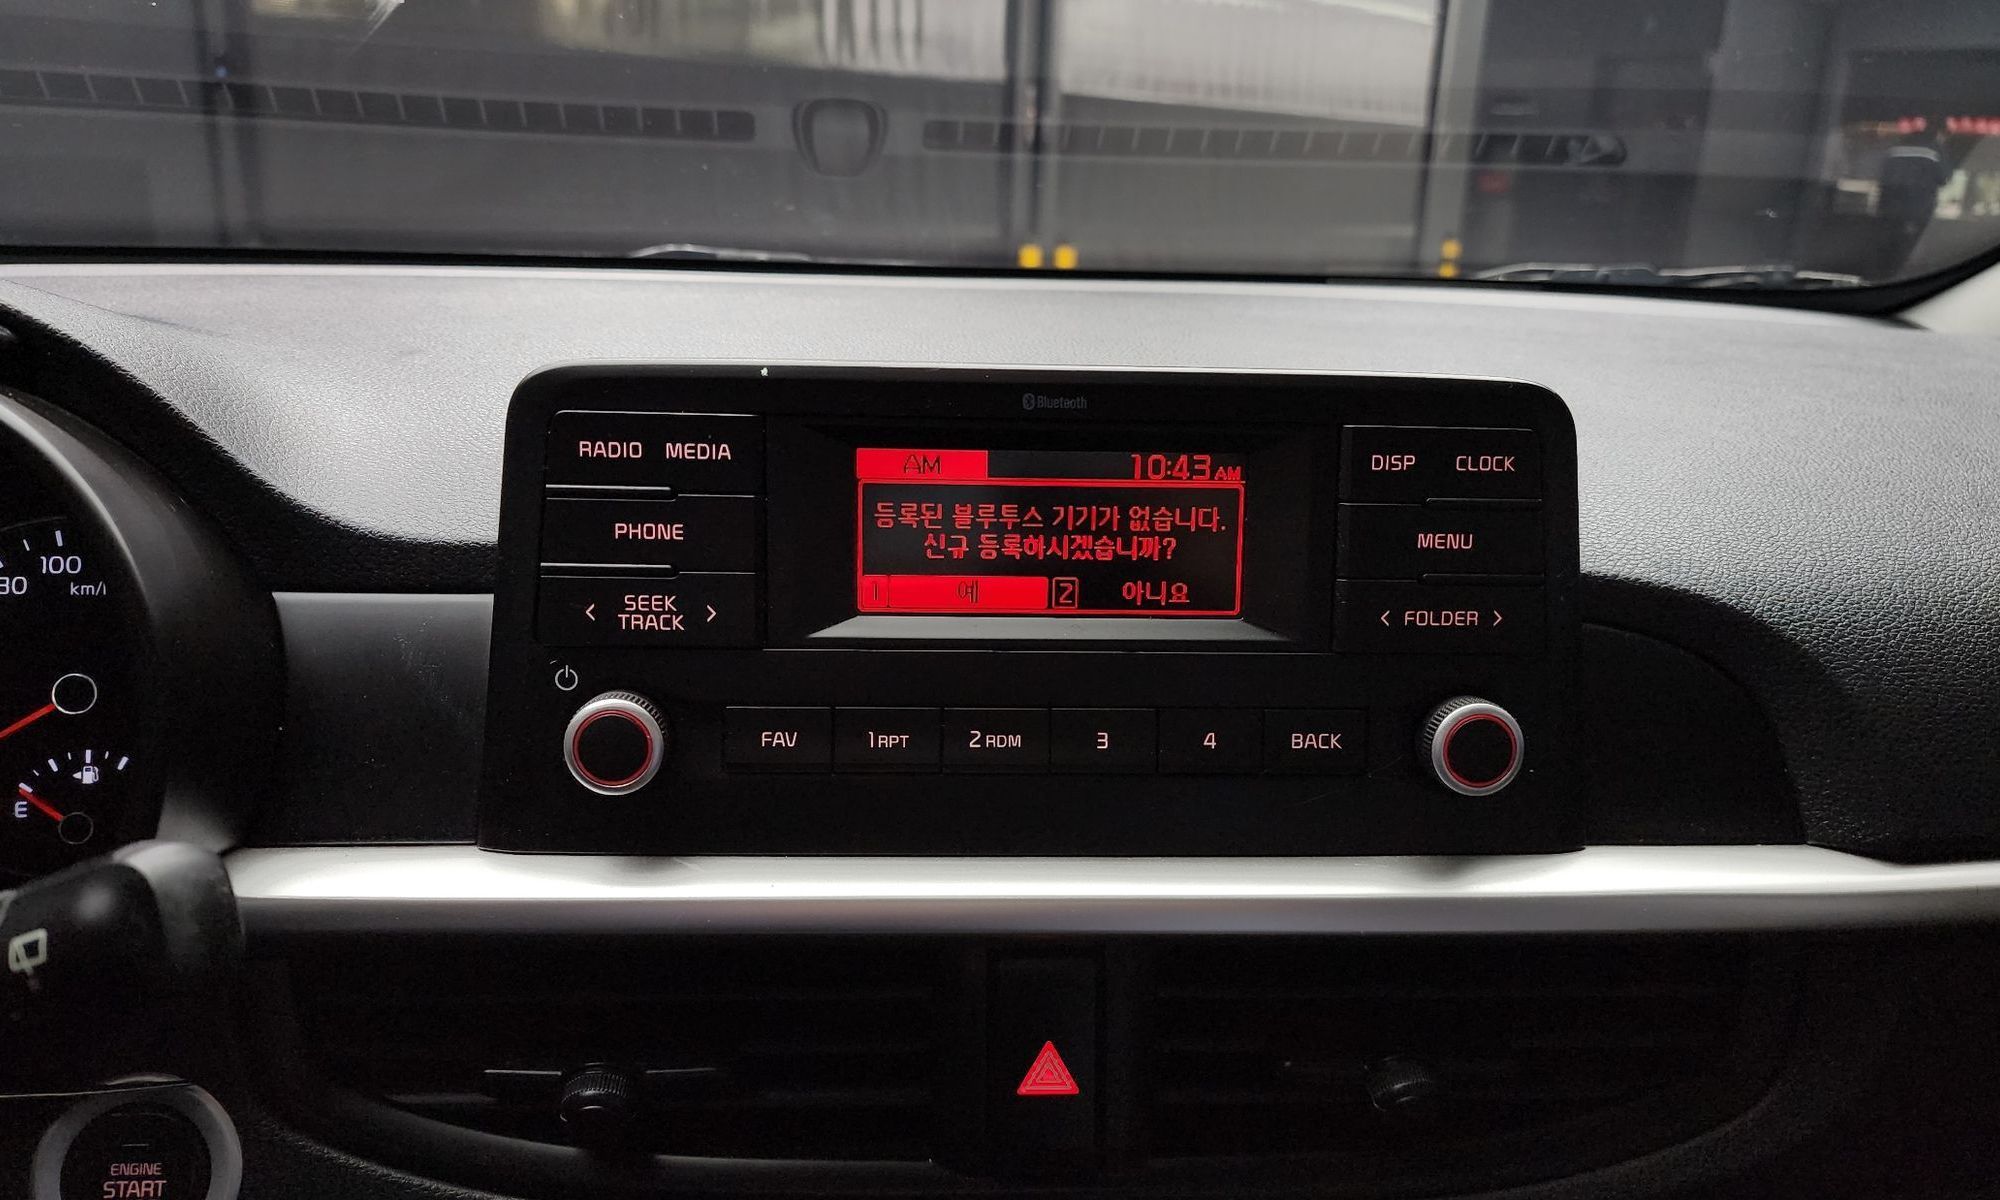 Bluetooth
RADIO MEDIA
PHONE
< SEEK TRACK >
AM 10:43 AM
등록된 블루투스 기기가 없습니다.
신규 등록하시겠습니까?
1 예 2 아니요
DISP CLOCK
MENU
< FOLDER >
FAV 1 RPT 2 RDM 3 4 BACK
100
km/
E
ENGINE
START